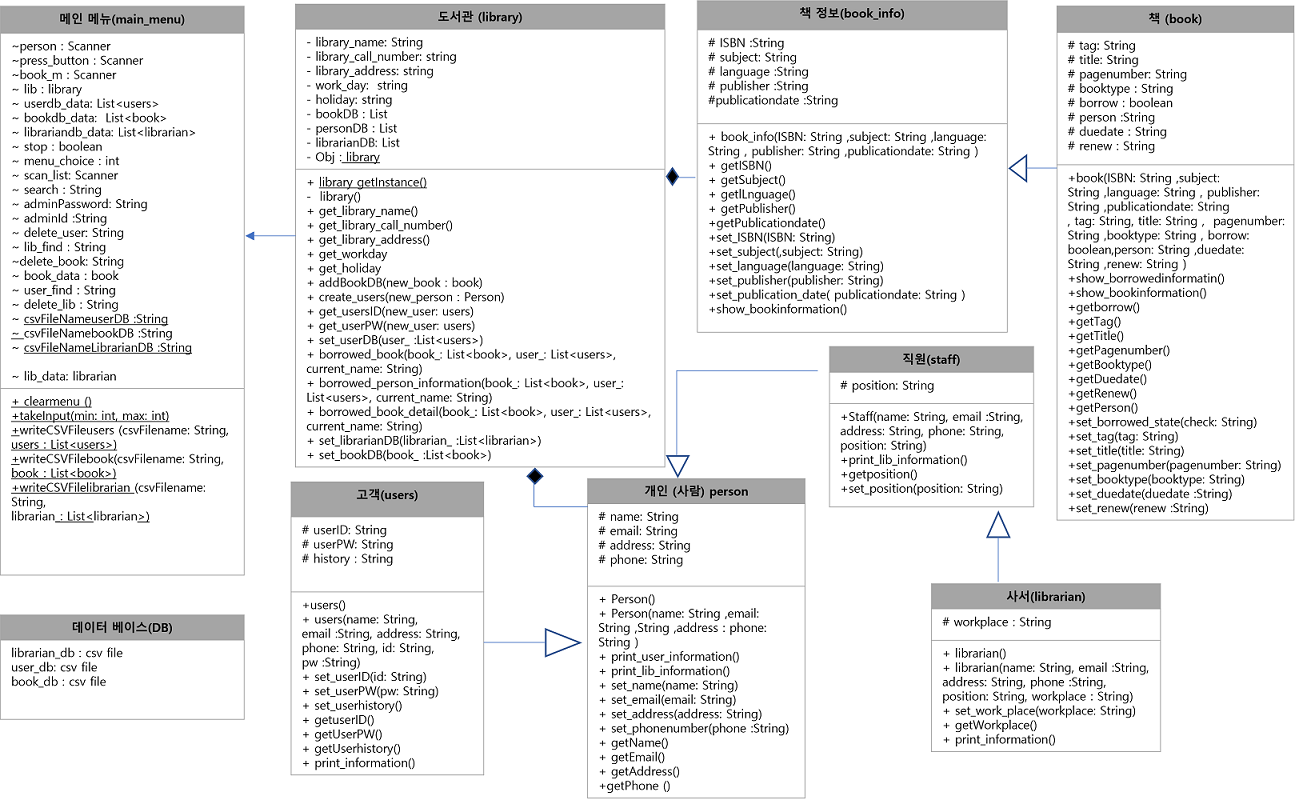 메인 메뉴(main_menu)
~person : Scanner
~press_button : Scanner
~book_m : Scanner
~ lib : library
~ userdb_data: List<users>
~ bookdb_data: List<book>
~ librariandb_data: List<librarian>
~ stop : boolean
~ menu_choice : int
~ scan_list: Scanner
~ search : String
~ adminPassword: String
~ adminId :String
~ delete_user: String
~ lib_find : String
~delete_book: String
~ book_data : book
~ user_find : String
~ delete_lib : String
~ csvFileNameuserDB :String
~ csvFileNamebookDB :String
~ csvFileNameLibrarianDB :String
~ lib_data: librarian
+ clearmenu ()
+takeInput(min: int, max: int)
+writeCSVFileusers (csvFilename: String,
users : List<users>)
+writeCSVFilebook(csvFilename: String,
book : List<book>)
+writeCSVFilelibrarian (csvFilename:
String,
librarian : List<librarian>)
데이터 베이스(DB)
librarian_db : csv file
user_db: csv file
book_db : csv file
도서관 (library)
- library_name: String
- library_call_number: string
- library_address: string
- work_day: string
- holiday: string
- bookDB : List
- personDB : List
- librarianDB: List
- Obj : library
+ library getInstance()
- library()
+ get_library_name()
+ get_library_call_number()
+ get_library_address()
+ get_workday
+ get_holiday
+ addBookDB(new_book : book)
+ create_users(new_person : Person)
+ get_usersID(new_user: users)
+ get_userPW(new_user: users)
+ set_userDB(user_ :List<users>)
+ borrowed_book(book_: List<book>, user_: List<users>,
current_name: String)
+ borrowed_person_information(book_: List<book>, user_:
List<users>, current_name: String)
+ borrowed_book_detail(book_: List<book>, user_: List<users>,
current_name: String)
+ set_librarianDB(librarian_ :List<librarian>)
+ set_bookDB(book_ :List<book>)
고객(users)
# userID: String
# userPW: String
# history : String
+users()
+ users(name: String,
email :String, address: String,
phone: String, id: String,
pw :String)
+ set_userID(id: String)
+ set_userPW(pw: String)
+ set_userhistory()
+ getuserID()
+ getUserPW()
+ getUserhistory()
+ print_information()
개인 (사람) person
# name: String
# email: String
# address: String
# phone: String
+ Person()
+ Person(name: String ,email:
String ,String ,address : phone:
String )
+ print_user_information()
+ print_lib_information()
+ set_name(name: String)
+ set_email(email: String)
+ set_address(address: String)
+ set_phonenumber(phone :String)
+ getName()
+ getEmail()
+ getAddress()
+getPhone ()
책 정보(book_info)
# ISBN :String
# subject: String
# language :String
# publisher :String
#publicationdate :String
+ book_info(ISBN: String ,subject: String ,language:
String , publisher: String ,publicationdate: String )
+ getISBN()
+ getSubject()
+ getlLnguage()
+ getPublisher()
+getPublicationdate()
+set_ISBN(ISBN: String)
+set_subject(,subject: String)
+set_language(language: String)
+set_publisher(publisher: String)
+set_publication_date( publicationdate: String )
+show_bookinformation()
직원(staff)
# position: String
+Staff(name: String, email :String,
address: String, phone: String,
position: String)
+print_lib_information()
+getposition()
+set_position(position: String)
사서(librarian)
# workplace : String
+ librarian()
+ librarian(name: String, email :String,
address: String, phone :String,
position: String, workplace : String)
+ set_work_place(workplace: String)
+ getWorkplace()
+ print_information()
책 (book)
# tag: String
# title: String
# pagenumber: String
# booktype : String
# borrow : boolean
# person :String
# duedate : String
# renew : String
+book(ISBN: String ,subject:
String ,language: String , publisher:
String ,publicationdate: String
, tag: String, title: String , pagenumber:
String ,booktype: String , borrow:
boolean,person: String ,duedate:
String ,renew: String )
+show_borrowedinformatin()
+show_bookinformation()
+getborrow()
+getTag()
+getTitle()
+getPagenumber()
+getBooktype()
+getDuedate()
+getRenew()
+getPerson()
+set_borrowed_state(check: String)
+set_tag(tag: String)
+set_title(title: String)
+set_pagenumber(pagenumber: String)
+set_booktype(booktype: String)
+set_duedate(duedate :String)
+set_renew(renew :String)